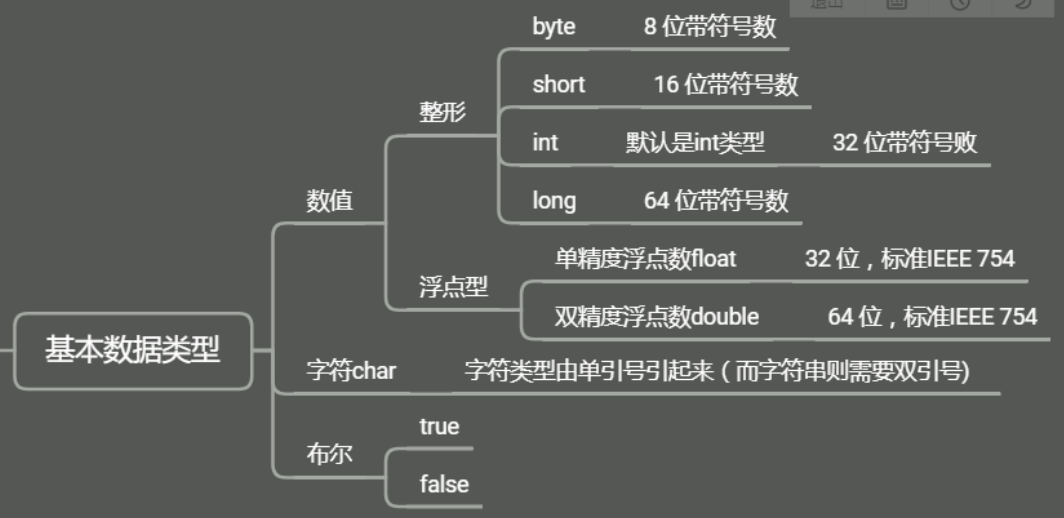 退出
byte 8 位带符号数
short 16 位带符号数
整形
int 默认是int类型 32 位带符号败
long 64 位带符号数
数值
单精度浮点数float 32 位，标准IEEE 754
浮点型
双精度浮点数double 64 位，标准IEEE 754
基本数据类型
字符char 字符类型由单引号引起来（而字符串则需要双引号)
true
布尔
false